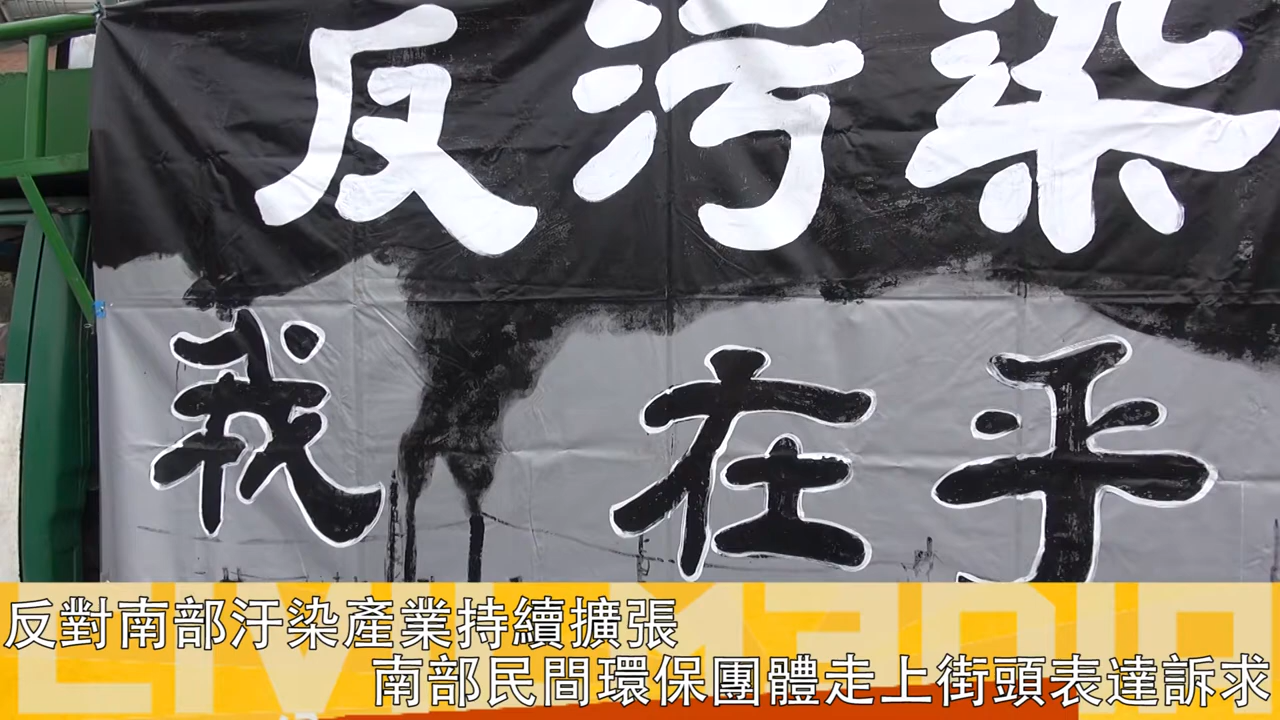 反污染
我在乎
反對南部汙染產業持續擴張
南部民間環保團體走上街頭表達訴求